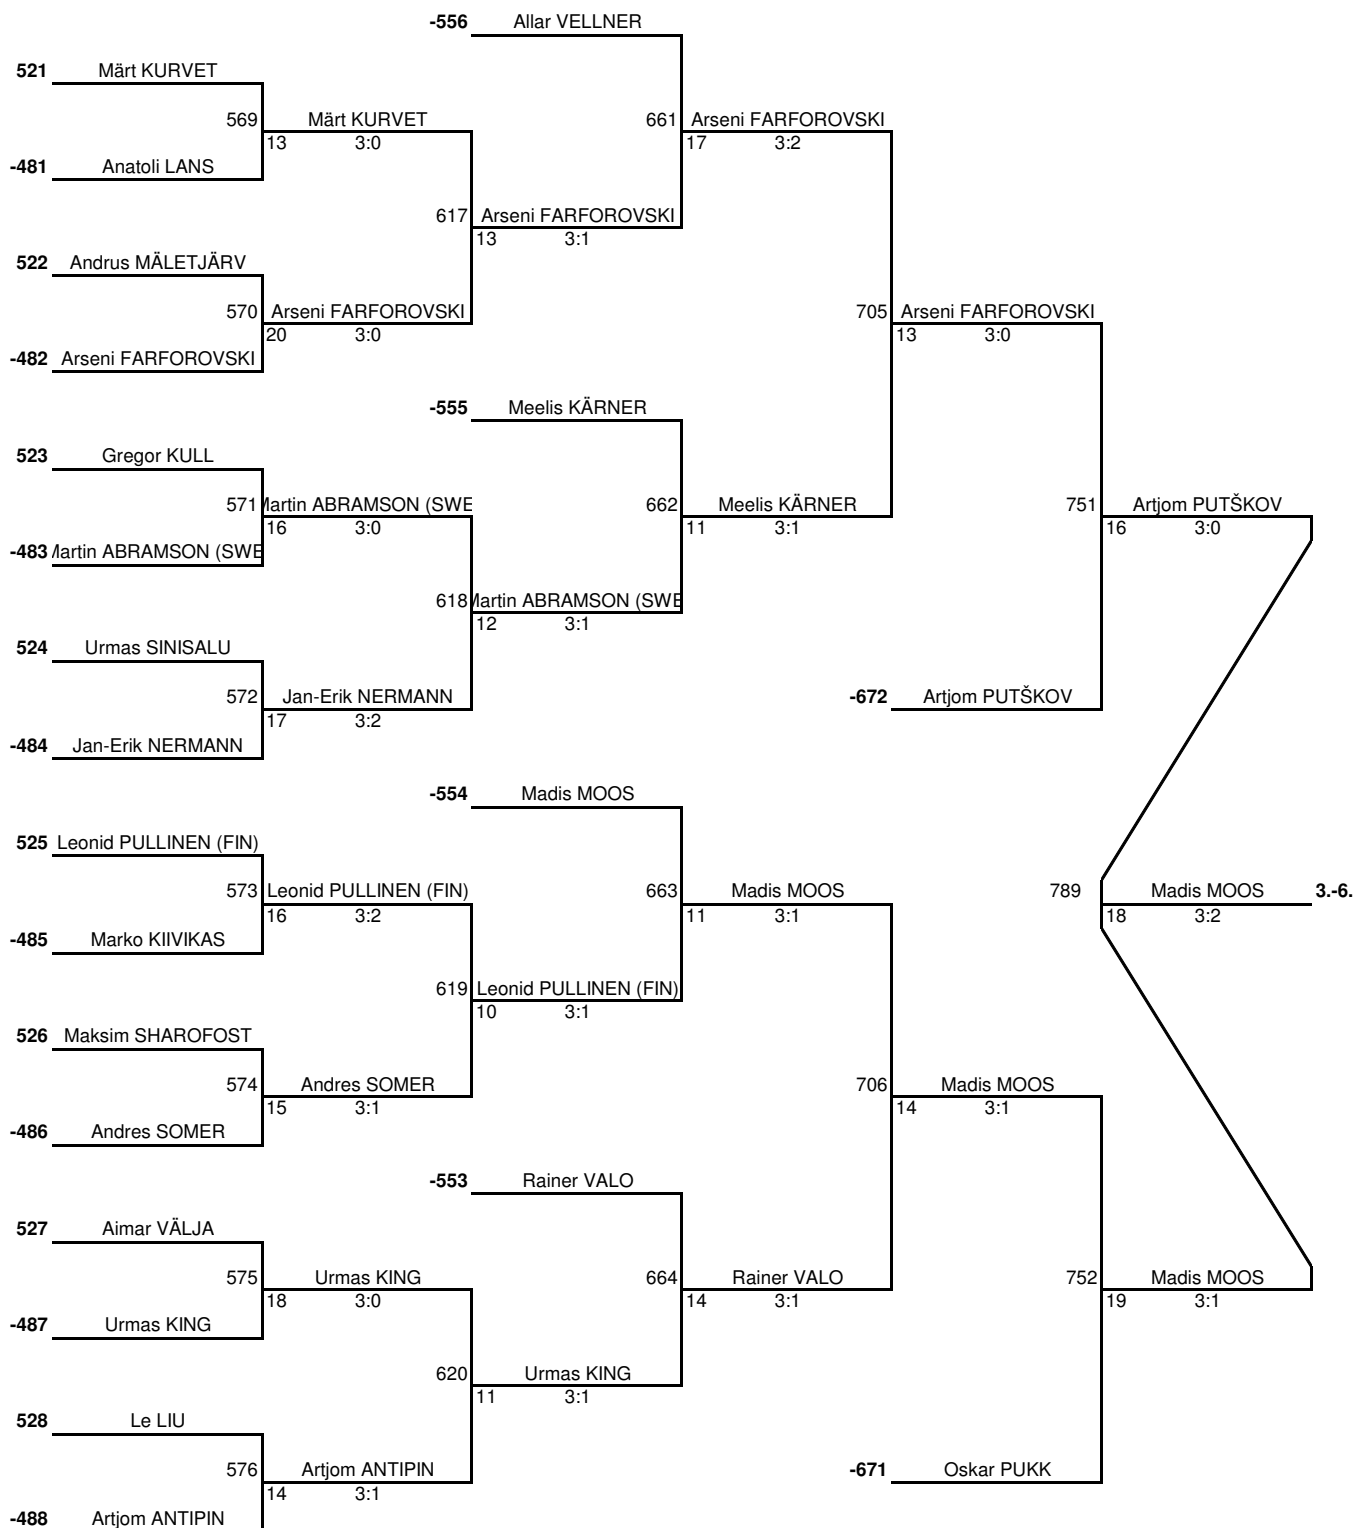 -556 Allar VELLNER
521 Märt KURVET
569 Märt KURVET 661 Arseni FARFOROVSKI
13 3:0 17 3:2
-481 Anatoli LANS
617 Arseni FARFOROVSKI
13 3:1
522 Andrus MÄLETJÄRV
570 Arseni FARFOROVSKI 705 Arseni FARFOROVSKI
20 3:0 13 3:0
-482 Arseni FARFOROVSKI
-555 Meelis KÄRNER
523 Gregor KULL
571 Martin ABRAMSON (SWE 662 Meelis KÄRNER 751 Artjom PUTŠKOV
16 3:0 11 3:1 16 3:0
-483 Martin ABRAMSON (SWE
618 Martin ABRAMSON (SWE
12 3:1
524 Urmas SINISALU
572 Jan-Erik NERMANN -672 Artjom PUTŠKOV
17 3:2
-484 Jan-Erik NERMANN
-554 Madis MOOS
525 Leonid PULLINEN (FIN)
573 Leonid PULLINEN (FIN) 663 Madis MOOS 789 Madis MOOS 3.-6.
16 3:2 11 3:1 18 3:2
-485 Marko KIIVIKAS
619 Leonid PULLINEN (FIN)
10 3:1
526 Maksim SHAROFOST
574 Andres SOMER 706 Madis MOOS
15 3:1 14 3:1
-486 Andres SOMER
-553 Rainer VALO
527 Aimar VÄLJA
575 Urmas KING 664 Rainer VALO 752 Madis MOOS
18 3:0 14 3:1 19 3:1
-487 Urmas KING
620 Urmas KING
11 3:1
528 Le LIU
576 Artjom ANTIPIN -671 Oskar PUKK
14 3:1
-488 Artjom ANTIPIN